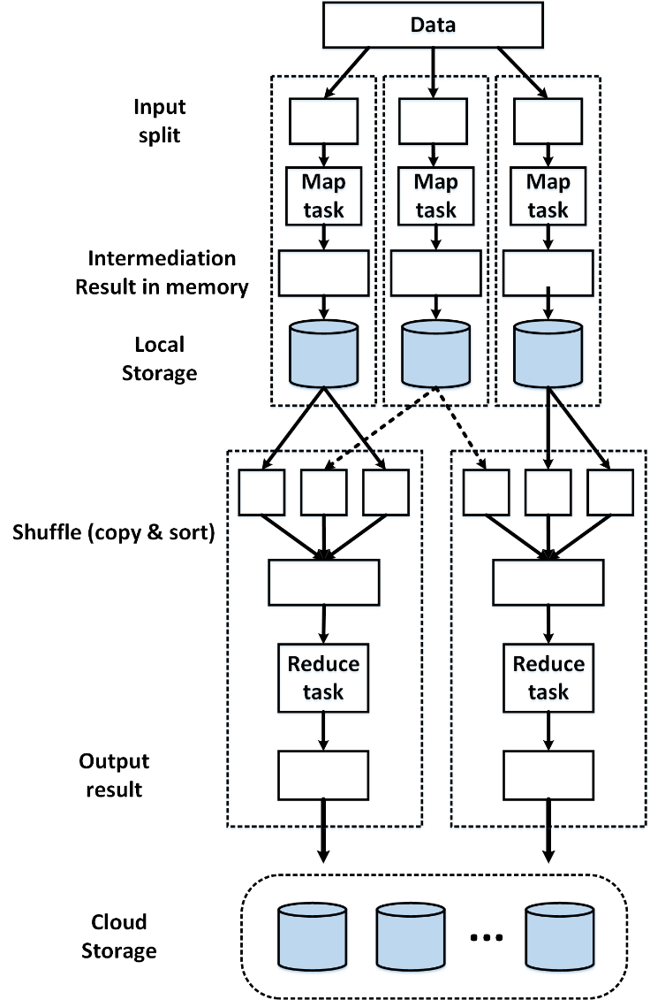 Data
Input
split
Map
task
Map
task
Map
task
Intermediation
Result in memory
Local
Storage
Shuffle (copy & sort)
Reduce
task
Reduce
task
Output
result
Cloud
Storage
...